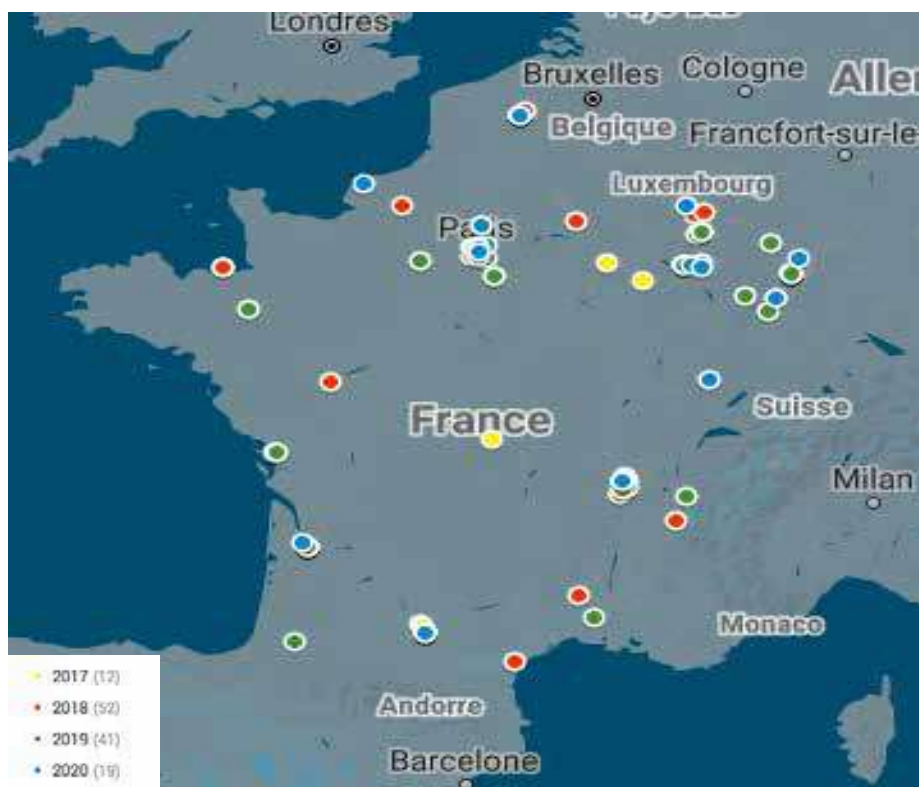 Londres
Bruxelles
Cologne
Belgique
Francfort-sur-le-
Luxembourg
Paris
France
Suisse
Milan
Monaco
Andorre
Barcelone
2017 (12)
2018 (52)
2019 (41)
2020 (19)